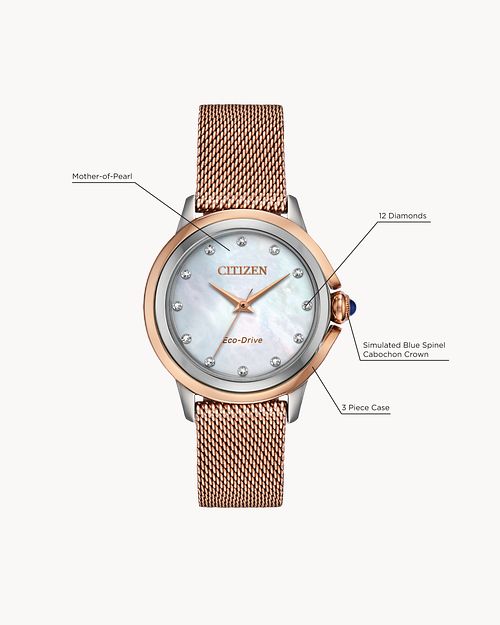 Mother-of-Pearl
12 Diamonds
CITIZEN
Eco-Drive
Simulated Blue Spinel
Cabochon Crown
3 Piece Case